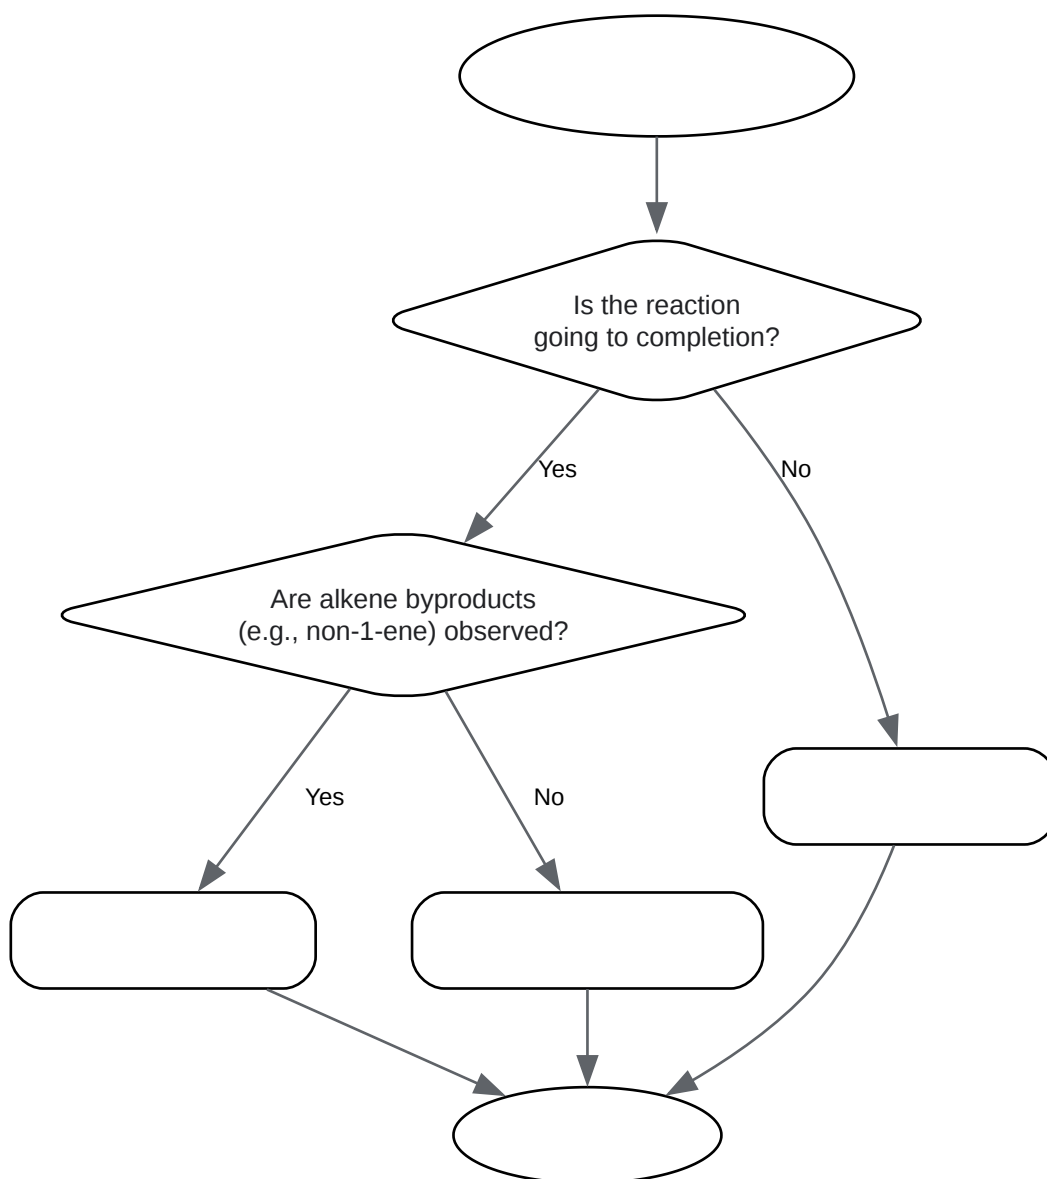 Is the reaction
going to completion?
Yes
No
Are alkene byproducts
(e.g., non-1-ene) observed?
Yes
No